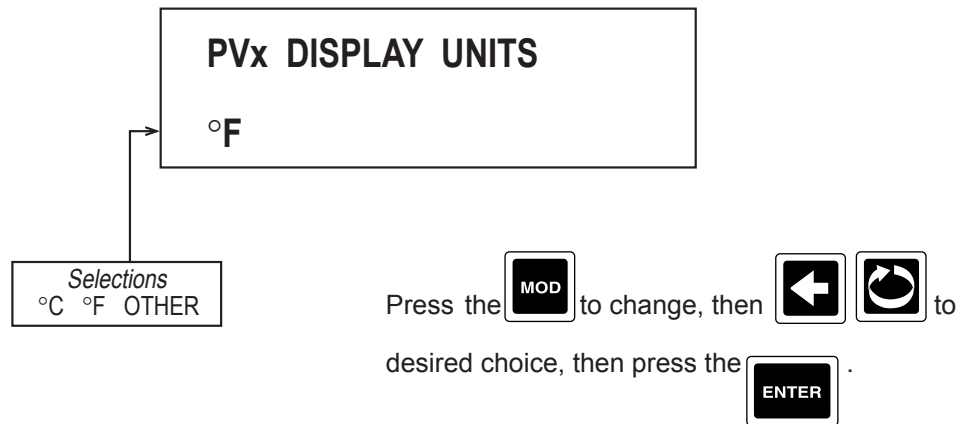 PVx DISPLAY UNITS
°F
Selections
°C °F OTHER
Press the MOD to change, then to
desired choice, then press the ENTER .